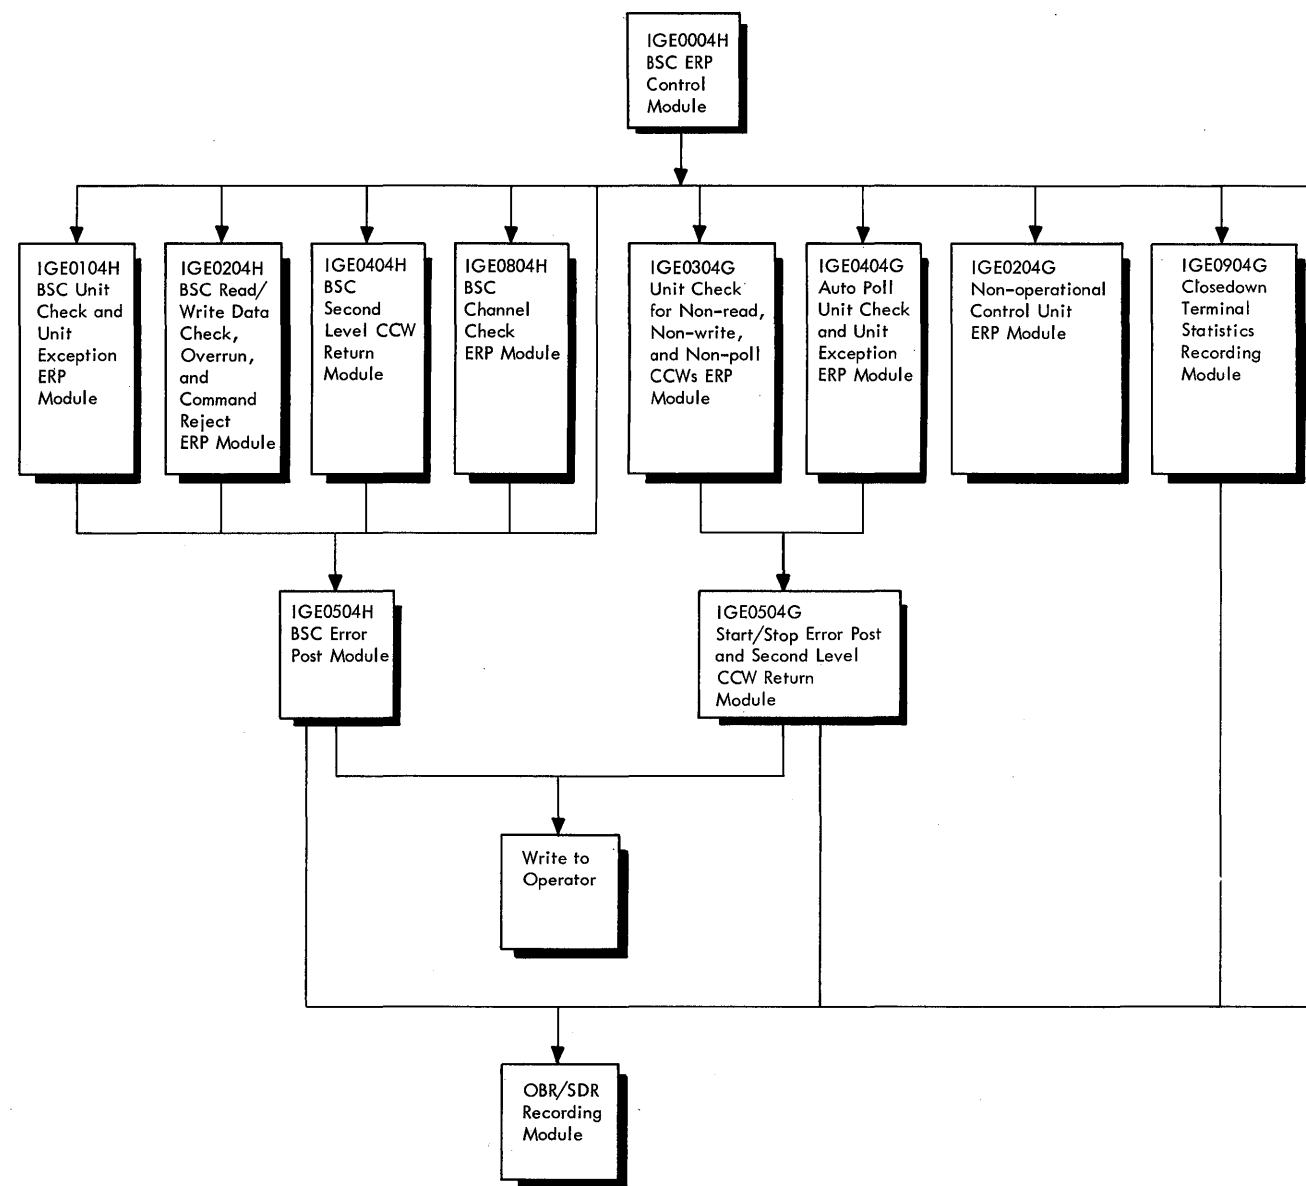 IGE0004H
BSC ERP
Control
Module
IGE0104H
BSC Unit
Check and
Unit
Exception
ERP
Module
IGE0204H
BSC Read/
Write Data
Check,
Overrun,
and
Command
Reject
ERP Module
IGE0404H
BSC
Second
Level CCW
Return
Module
IGE0804H
BSC
Channel
Check
ERP Module
IGE0304G
Unit Check
for Non-read,
Non-write,
and Non-poll
CCWs ERP
Module
IGE0404G
Auto Poll
Unit Check
and Unit
Exception
ERP Module
IGE0204G
Non-operational
Control Unit
ERP Module
IGE0904G
Closedown
Terminal
Statistics
Recording
Module
IGE0504H
BSC Error
Post Module
IGE0504G
Start/Stop Error Post
and Second Level
CCW Return
Module
Write to
Operator
OBR/SDR
Recording
Module